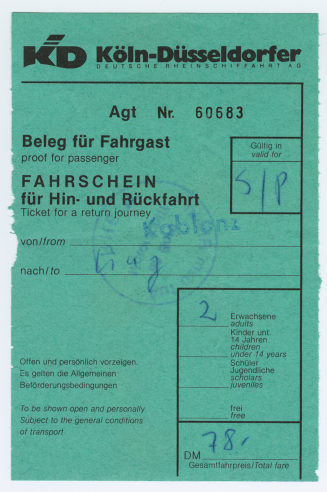 KD Köln-Düsseldorfer
DEUTSCHE RHEINSCHIFFAHRT AG
Agt Nr. 60683
Beleg für Fahrgast
proof for passenger
Gültig in
valid for
S/P
FAHRSCHEIN
für Hin- und Rückfahrt
Ticket for a return journey
Koblenz
von/from
nach/to
2
Erwachsene
adults
Kinder unt.
14 Jahren
children
under 14 years
Schüler
Jugendliche
scholars
juveniles
frei
free
Offen und persönlich vorzeigen.
Es gelten die Allgemeinen
Beförderungsbedingungen
To be shown open and personally
Subject to the general conditions
of transport
DM 78,-
Gesamtfahrpreis/Total fare